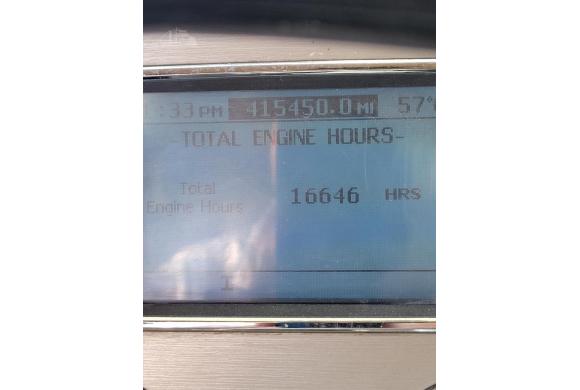 :33 PM 415450.0 MI 57°
-TOTAL ENGINE HOURS-
Total
Engine Hours 16646 HRS